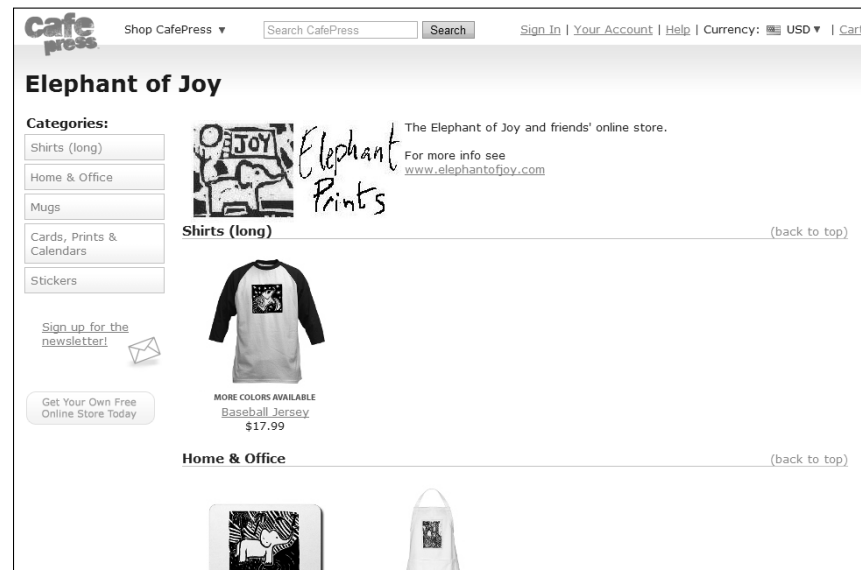 cafe
press
Shop CafePress ▼
Search CafePress
Search
Sign In | Your Account | Help | Currency: USD ▼ | Cart
Elephant of Joy
Categories:
Shirts (long)
Home & Office
Mugs
Cards, Prints &
Calendars
Stickers
Sign up for the
newsletter!
Get Your Own Free
Online Store Today
JOY
Elephant
Prints
The Elephant of Joy and friends' online store.
For more info see
www.elephantofjoy.com
Shirts (long)
(back to top)
MORE COLORS AVAILABLE
Baseball Jersey
$17.99
Home & Office
(back to top)